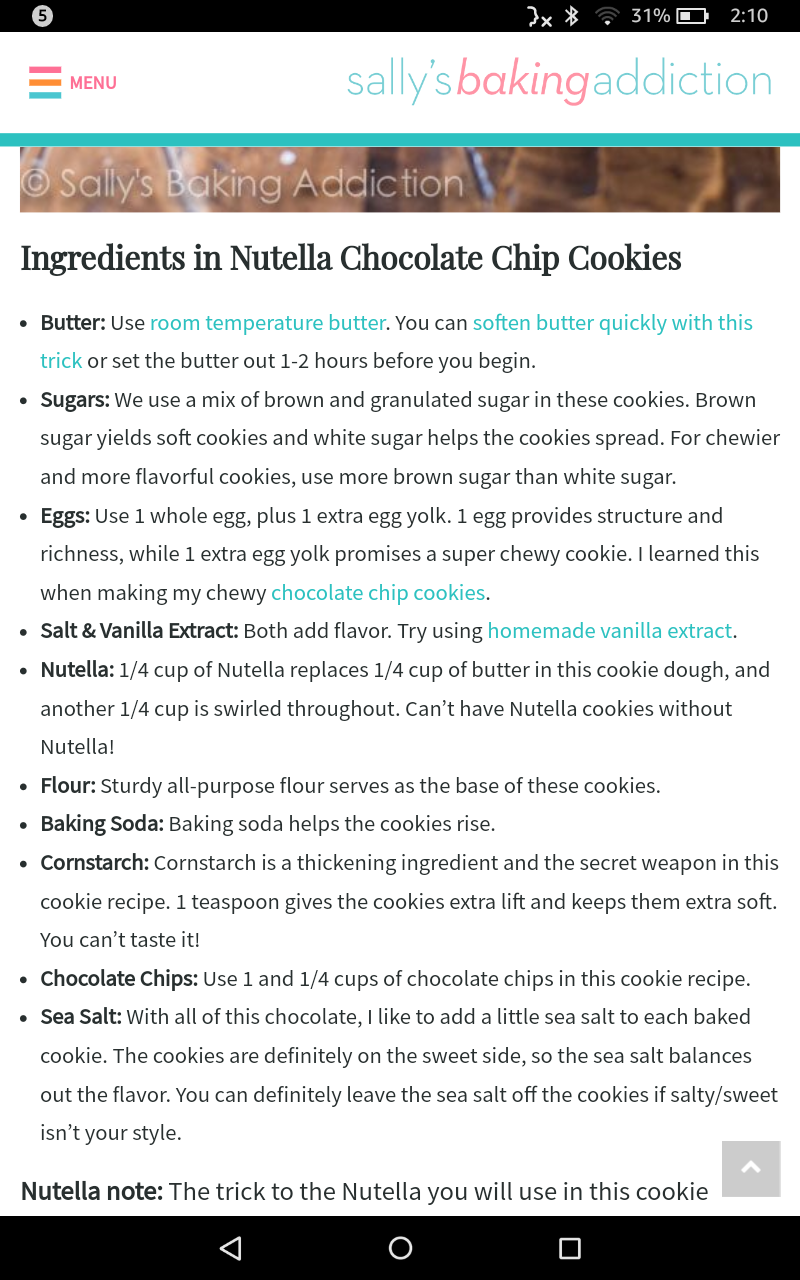 5 31% 2:10
MENU sally's bakingaddiction
© Sally's Baking Addiction
Ingredients in Nutella Chocolate Chip Cookies
• Butter: Use room temperature butter. You can soften butter quickly with this
trick or set the butter out 1-2 hours before you begin.
• Sugars: We use a mix of brown and granulated sugar in these cookies. Brown
sugar yields soft cookies and white sugar helps the cookies spread. For chewier
and more flavorful cookies, use more brown sugar than white sugar.
• Eggs: Use 1 whole egg, plus 1 extra egg yolk. 1 egg provides structure and
richness, while 1 extra egg yolk promises a super chewy cookie. I learned this
when making my chewy chocolate chip cookies.
• Salt & Vanilla Extract: Both add flavor. Try using homemade vanilla extract.
• Nutella: 1/4 cup of Nutella replaces 1/4 cup of butter in this cookie dough, and
another 1/4 cup is swirled throughout. Can’t have Nutella cookies without
Nutella!
• Flour: Sturdy all-purpose flour serves as the base of these cookies.
• Baking Soda: Baking soda helps the cookies rise.
• Cornstarch: Cornstarch is a thickening ingredient and the secret weapon in this
cookie recipe. 1 teaspoon gives the cookies extra lift and keeps them extra soft.
You can’t taste it!
• Chocolate Chips: Use 1 and 1/4 cups of chocolate chips in this cookie recipe.
• Sea Salt: With all of this chocolate, I like to add a little sea salt to each baked
cookie. The cookies are definitely on the sweet side, so the sea salt balances
out the flavor. You can definitely leave the sea salt off the cookies if salty/sweet
isn’t your style.
Nutella note: The trick to the Nutella you will use in this cookie